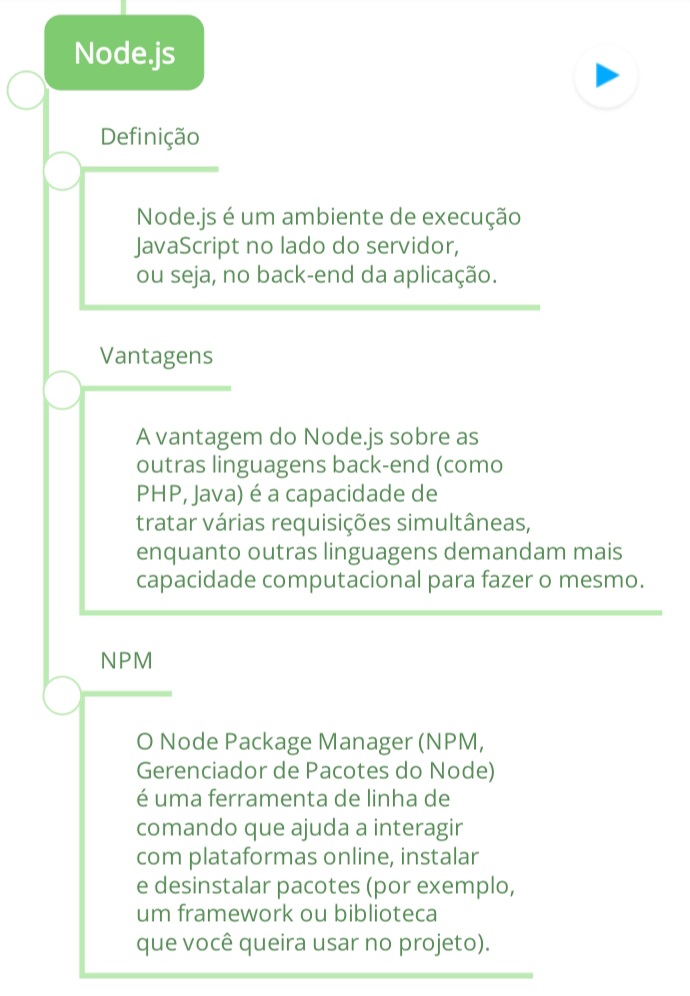 Node.js
Definição
Node.js é um ambiente de execução
JavaScript no lado do servidor,
ou seja, no back-end da aplicação.
Vantagens
A vantagem do Node.js sobre as
outras linguagens back-end (como
PHP, Java) é a capacidade de
tratar várias requisições simultâneas,
enquanto outras linguagens demandam mais
capacidade computacional para fazer o mesmo.
NPM
O Node Package Manager (NPM,
Gerenciador de Pacotes do Node)
é uma ferramenta de linha de
comando que ajuda a interagir
com plataformas online, instalar
e desinstalar pacotes (por exemplo,
um framework ou biblioteca
que você queira usar no projeto).